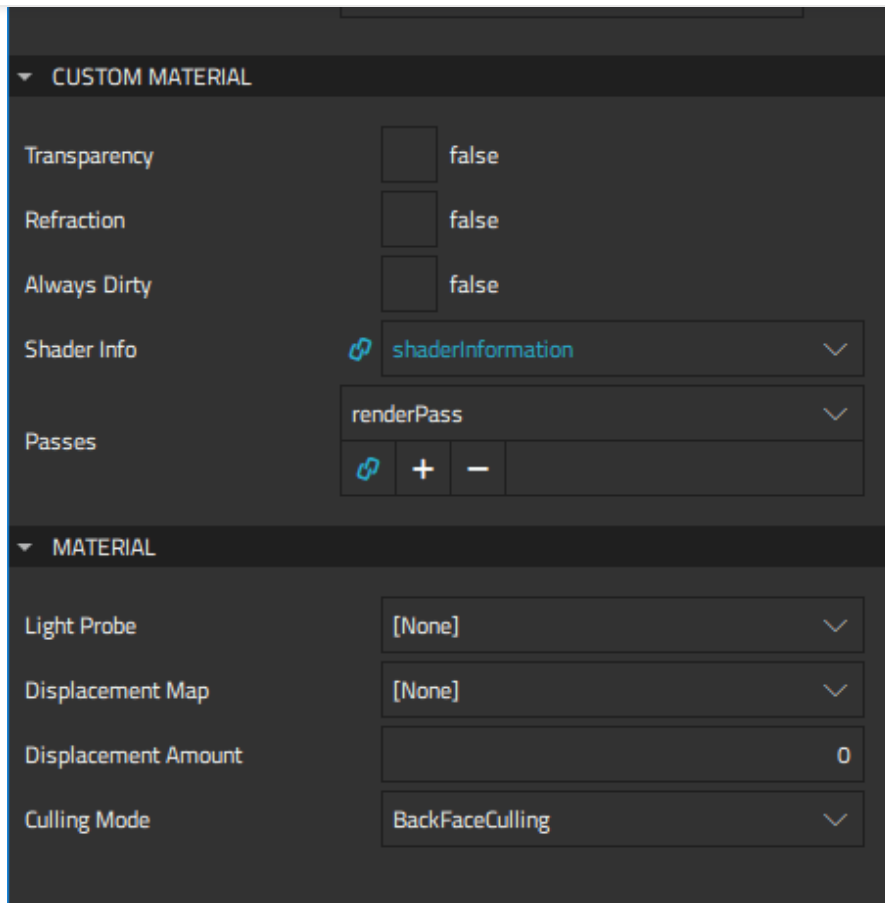 CUSTOM MATERIAL
Transparency false
Refraction false
Always Dirty false
Shader Info shaderInformation
renderPass
Passes
MATERIAL
Light Probe [None]
Displacement Map [None]
Displacement Amount 0
Culling Mode BackFaceCulling